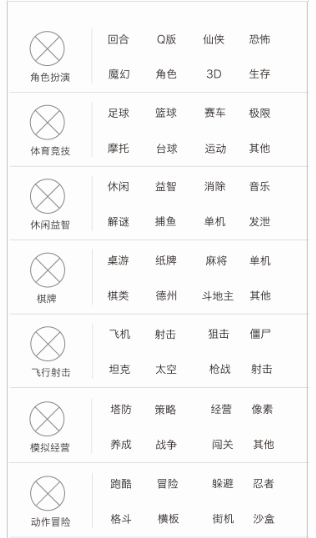 回合 Q版 仙侠 恐怖
角色扮演
魔幻 角色 3D 生存
足球 篮球 赛车 极限
体育竞技
摩托 台球 运动 其他
休闲 益智 消除 音乐
休闲益智
解谜 捕鱼 单机 发泄
桌游 纸牌 麻将 单机
棋牌
棋类 德州 斗地主 其他
飞机 射击 狙击 僵尸
飞行射击
坦克 太空 枪战 射击
塔防 策略 经营 像素
模拟经营
养成 战争 闯关 其他
跑酷 冒险 躲避 忍者
动作冒险
格斗 横板 街机 沙盒